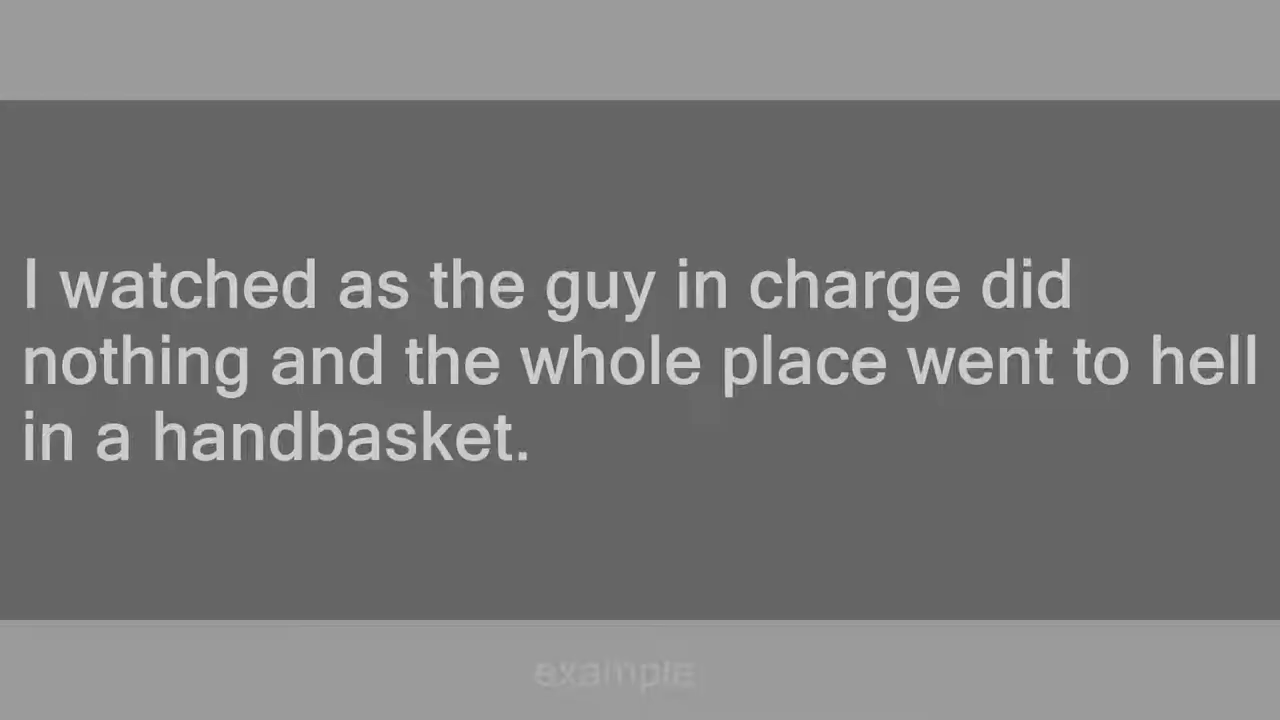 I watched as the guy in charge did
nothing and the whole place went to hell
in a handbasket.
example